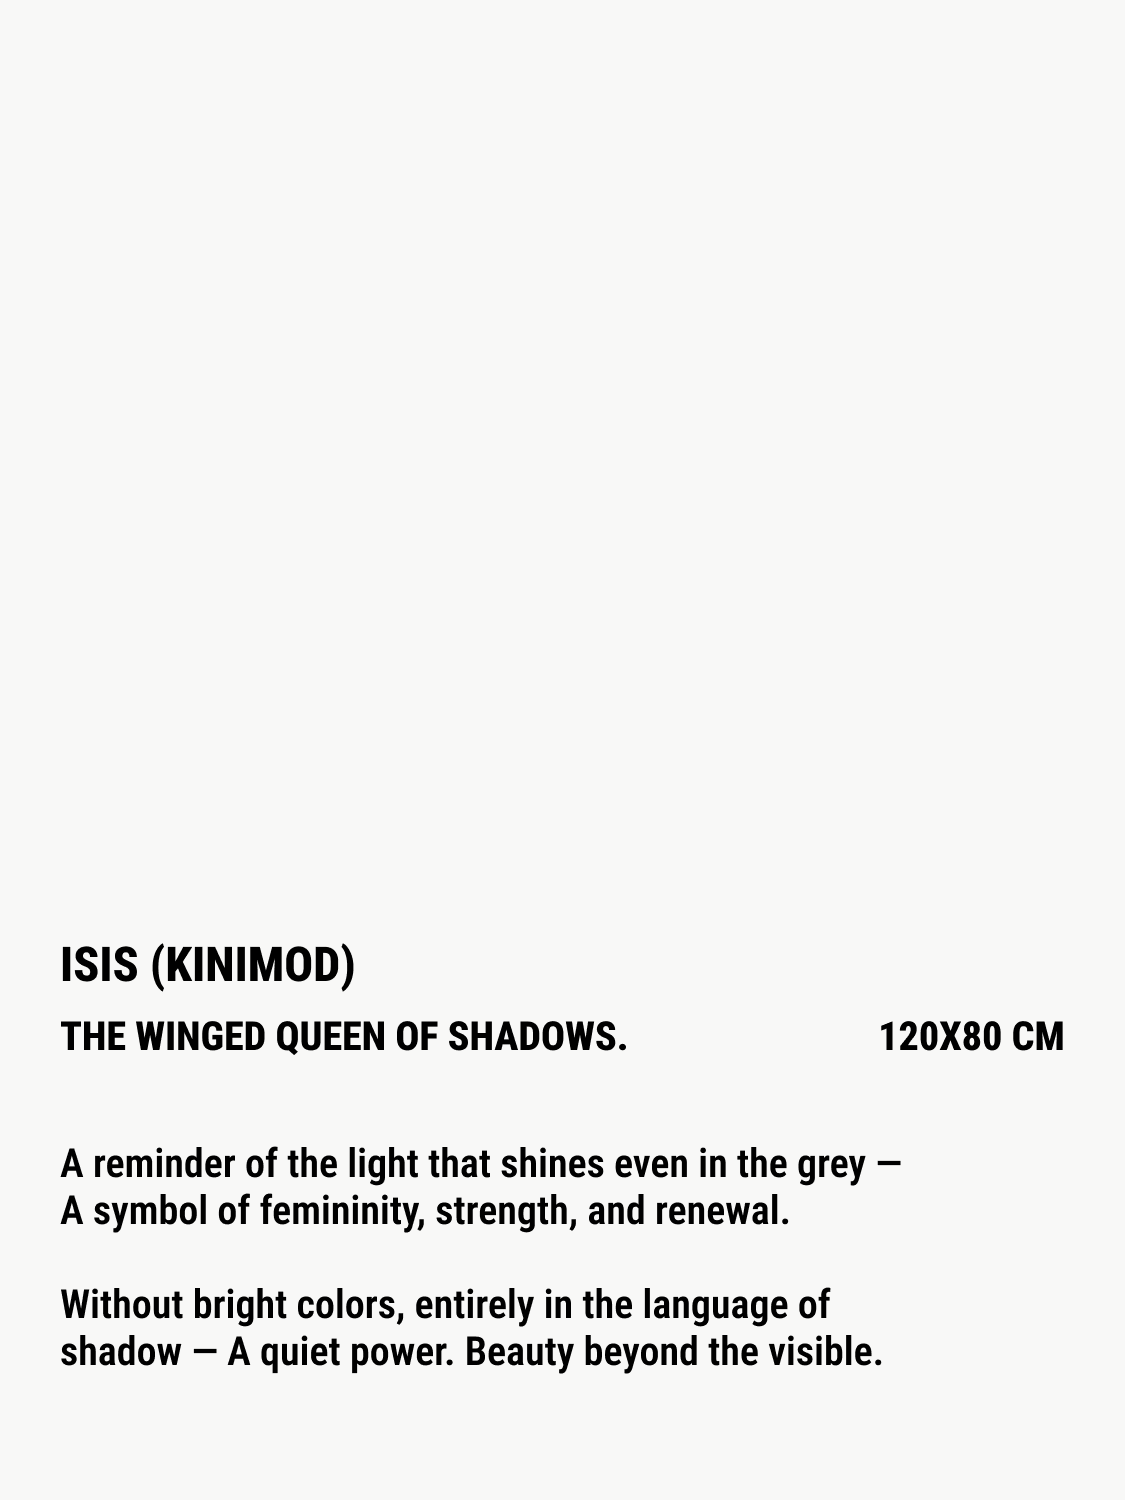 ISIS (KINIMOD)
THE WINGED QUEEN OF SHADOWS. 120X80 CM
A reminder of the light that shines even in the grey –
A symbol of femininity, strength, and renewal.
Without bright colors, entirely in the language of
shadow – A quiet power. Beauty beyond the visible.